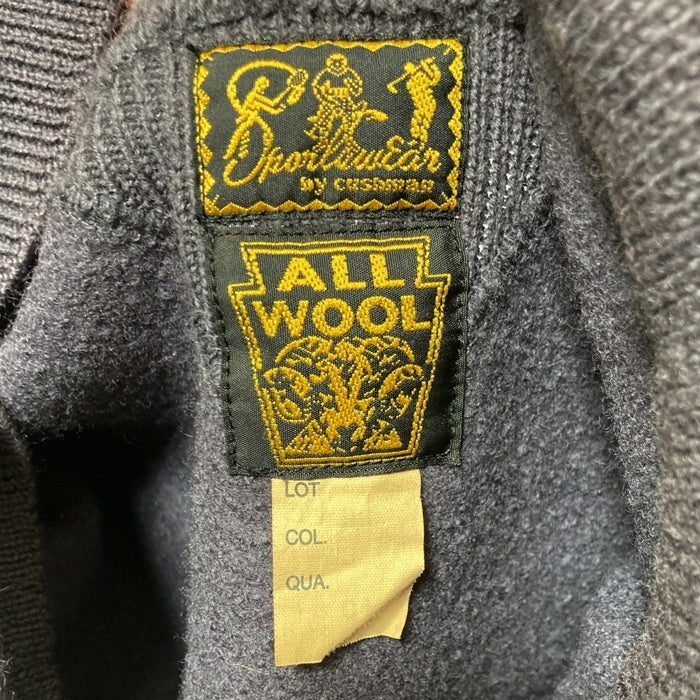 Sportswear
by cushman
ALL
WOOL
LOT
COL.
QUA.